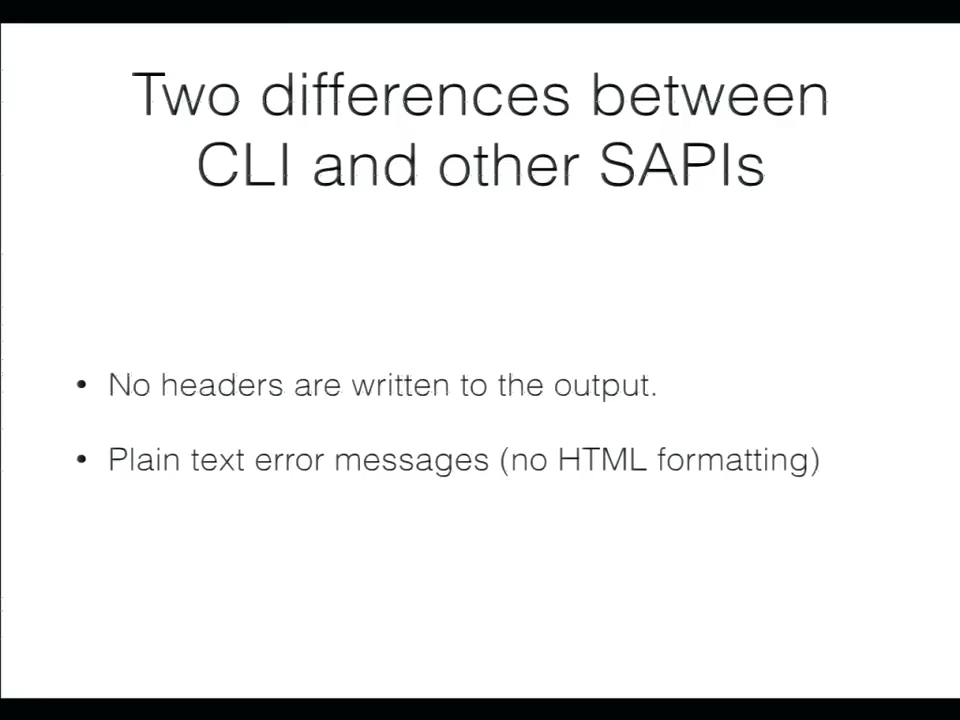 Two differences between
CLI and other SAPIs
• No headers are written to the output.
• Plain text error messages (no HTML formatting)